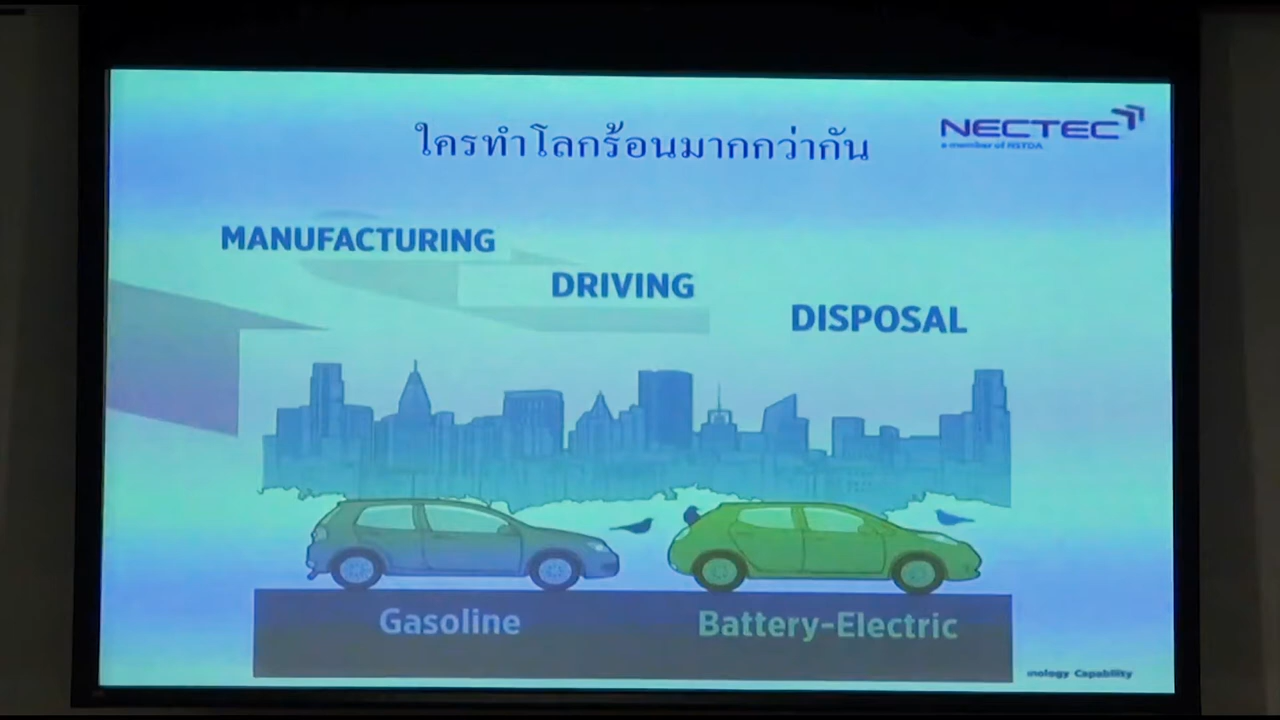 ใครทำโลกร้อนมากกว่ากัน
NECTEC
a member of NSTDA
MANUFACTURING
DRIVING
DISPOSAL
Gasoline
Battery-Electric
Capability